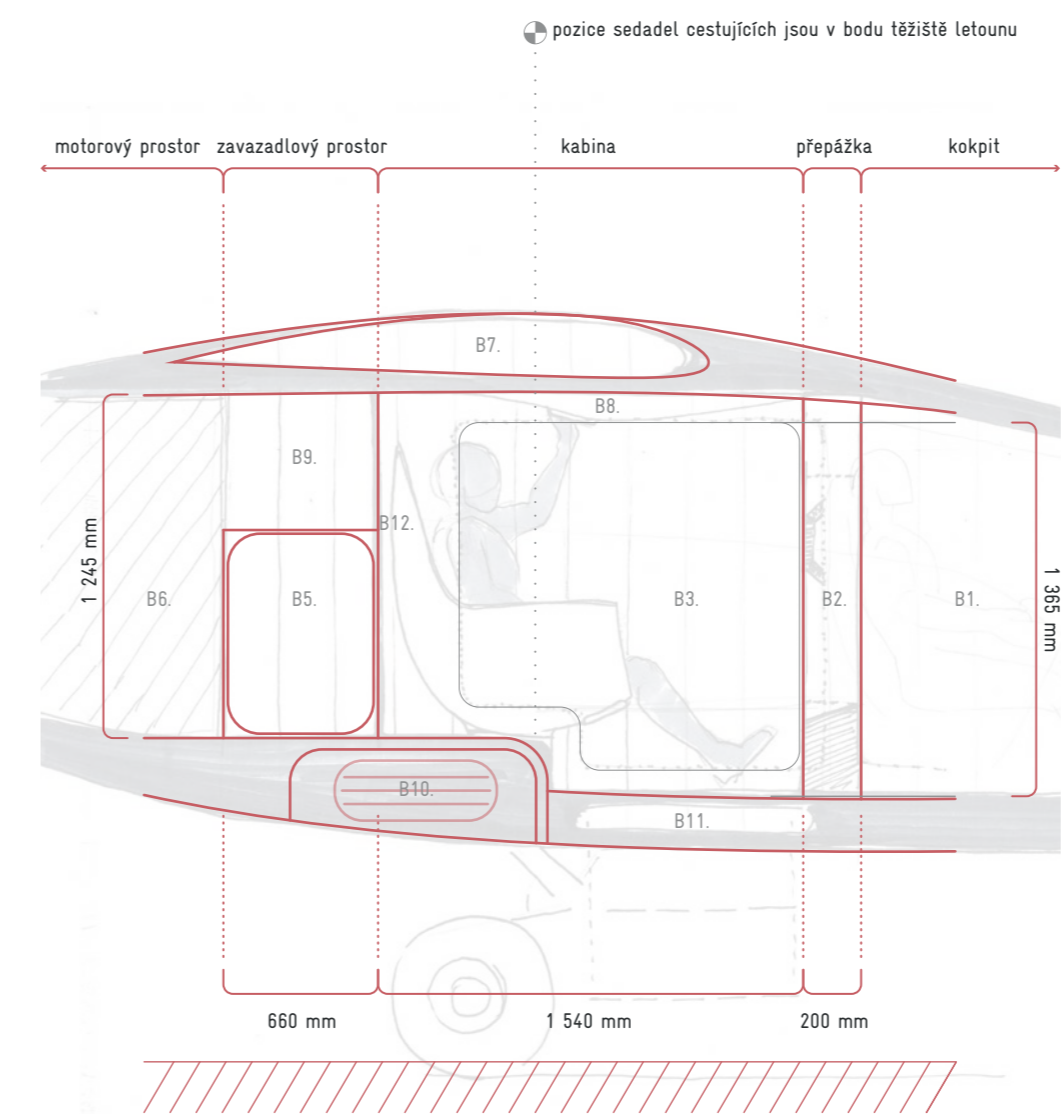 pozice sedadel cestujících jsou v bodu těžiště letounu
motorový prostor
zavazadlový prostor
kabina
přepážka
kokpit
B7.
B8.
B9.
B12.
1 245 mm
B6.
B5.
B3.
B2.
B1.
1 365 mm
B10.
B11.
660 mm
1 540 mm
200 mm